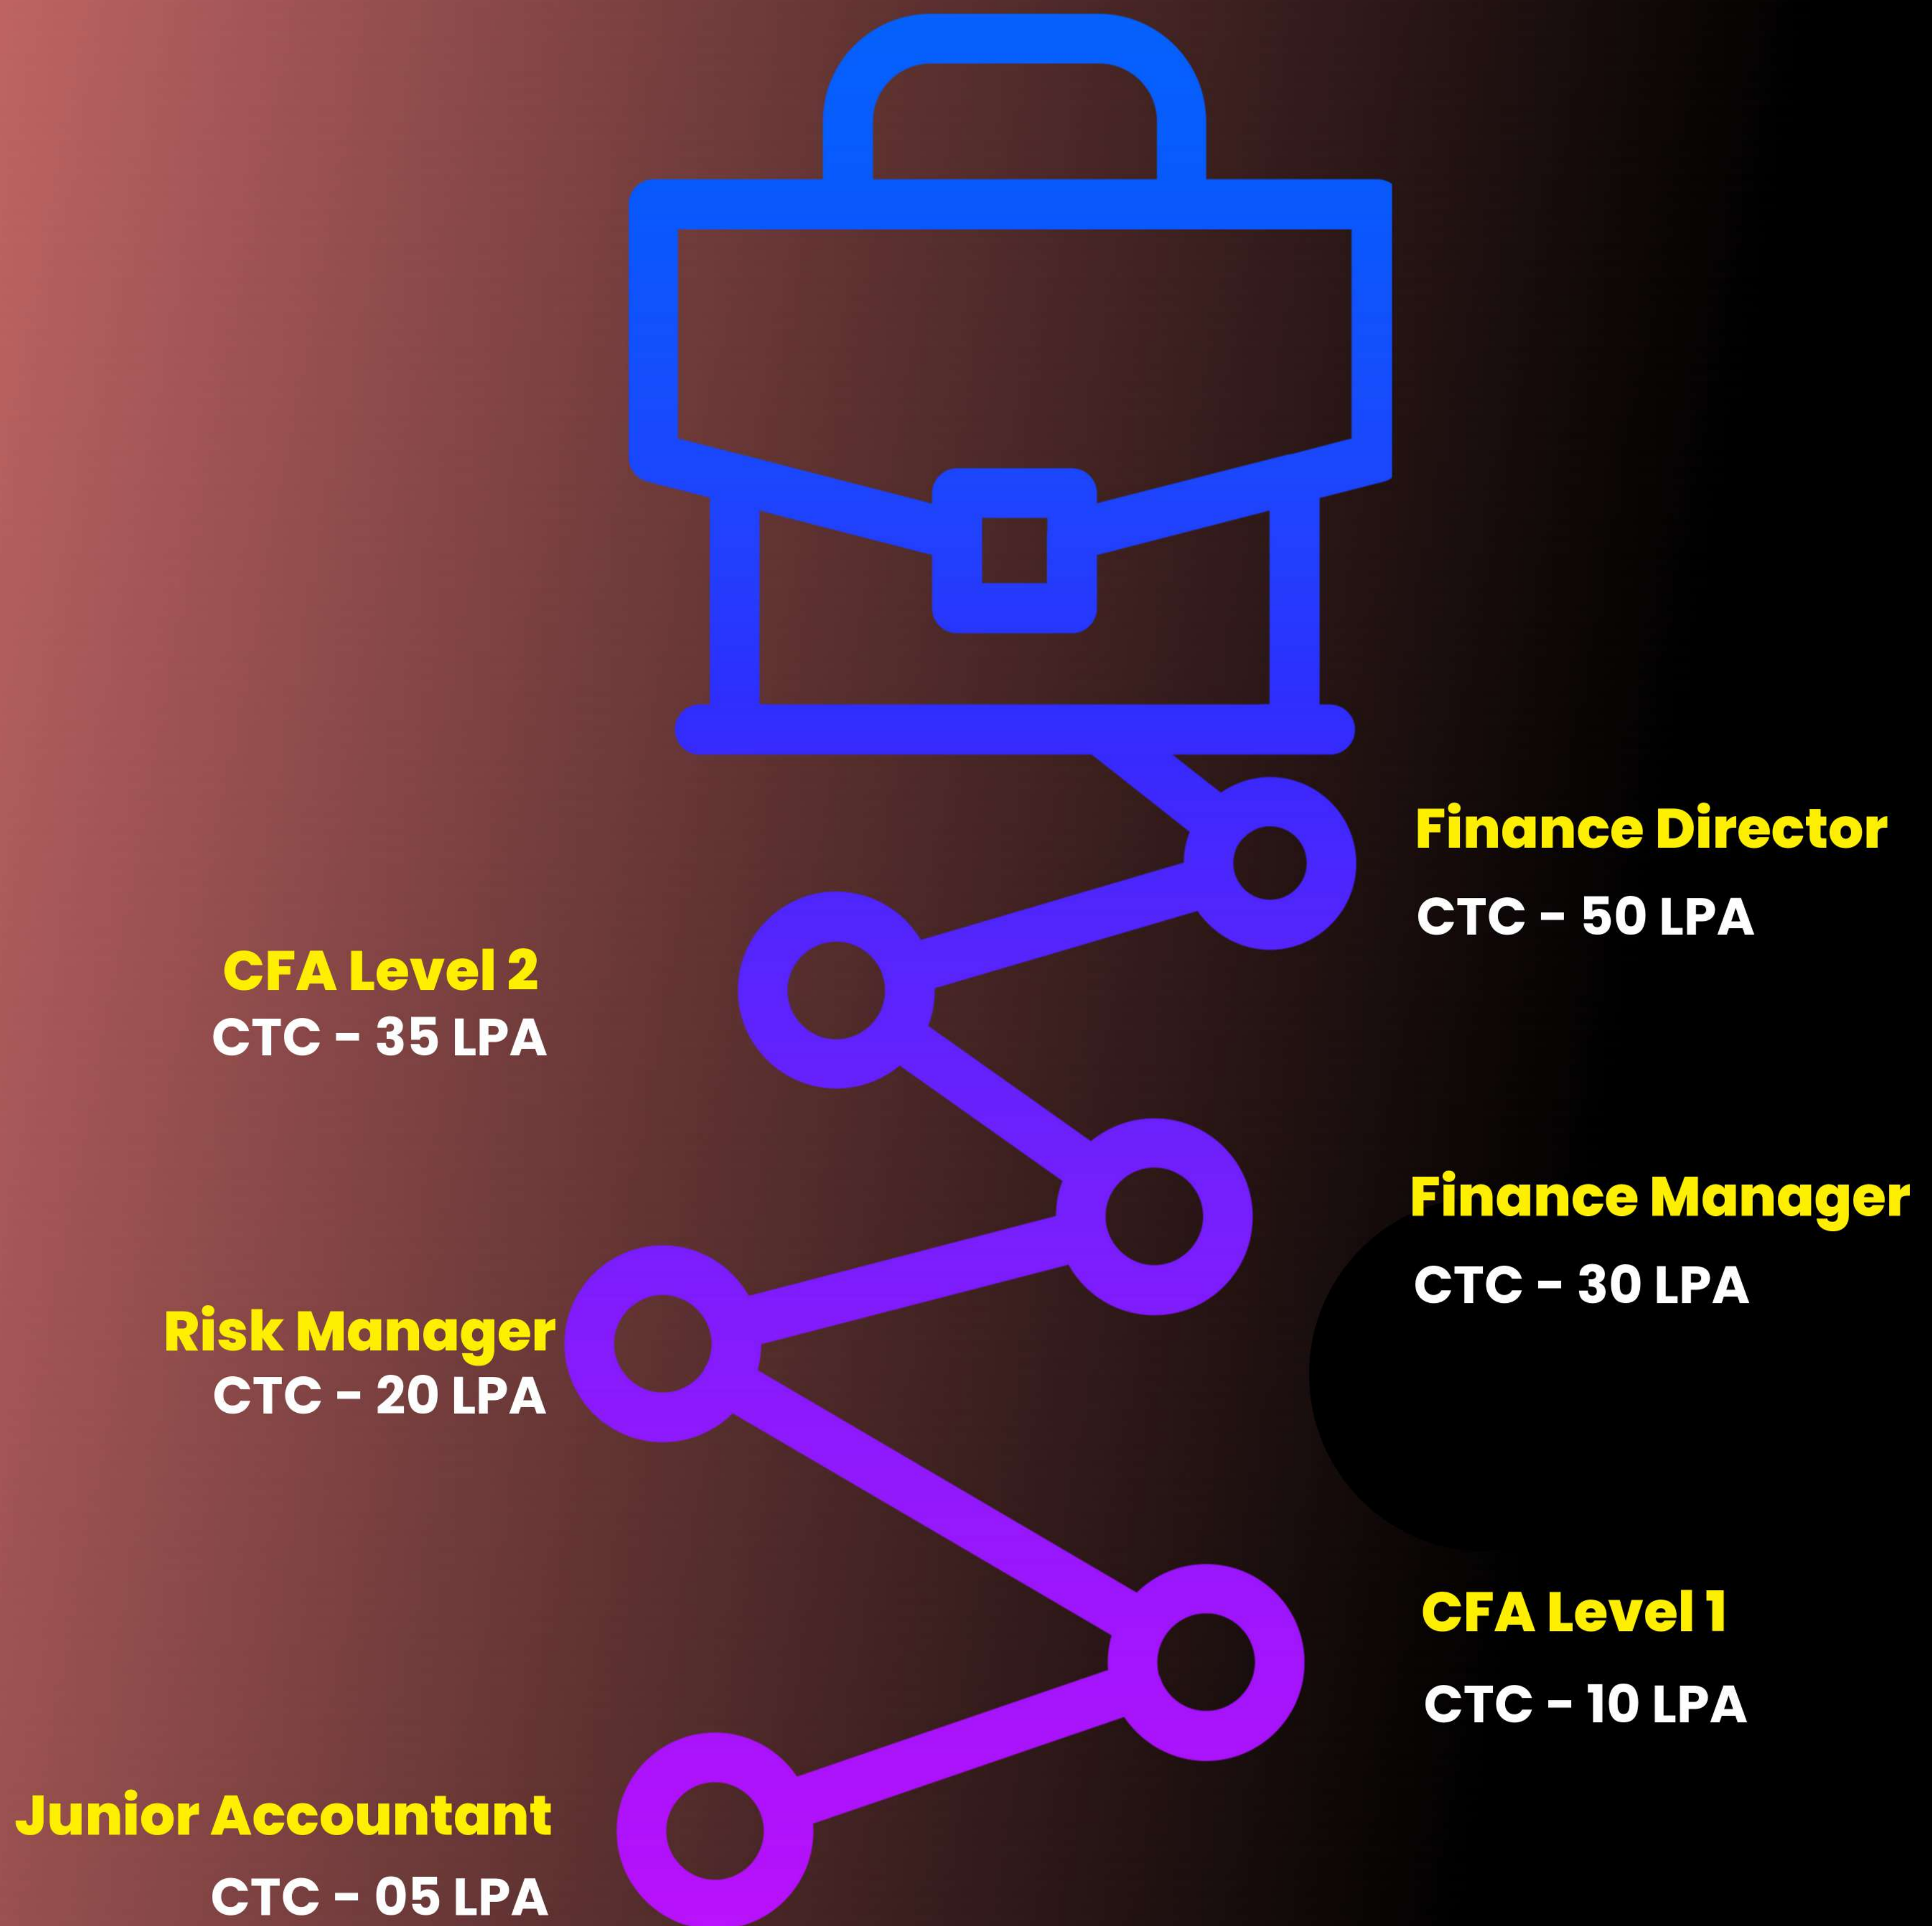 Finance Director
CTC - 50 LPA
CFA Level 2
CTC - 35 LPA
Finance Manager
CTC - 30 LPA
Risk Manager
CTC - 20 LPA
CFA Level 1
CTC - 10 LPA
Junior Accountant
CTC - 05 LPA